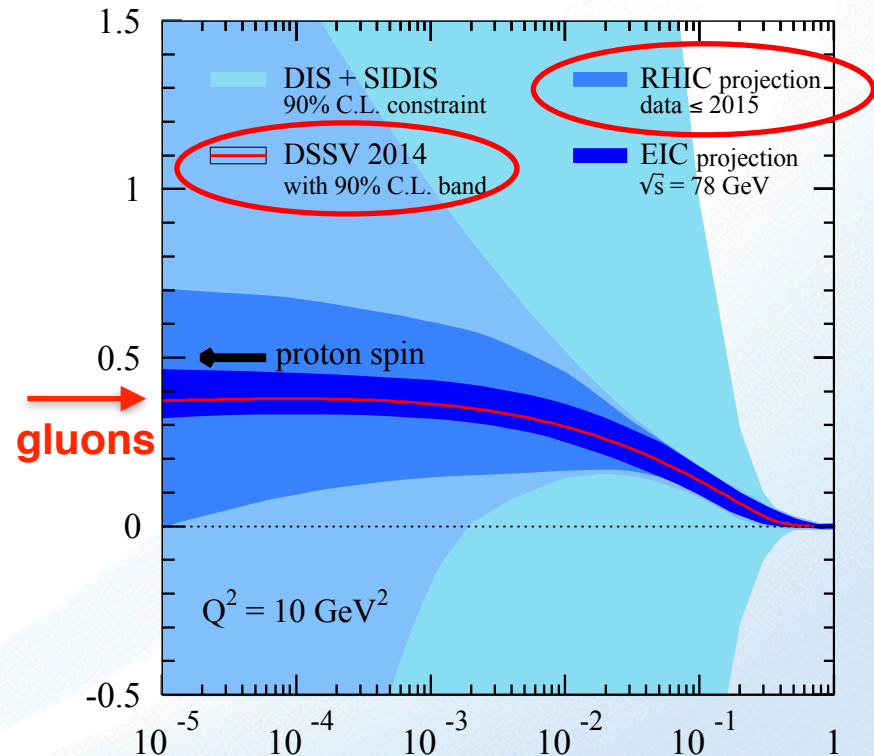 1.5
DIS + SIDIS
90% C.L. constraint
RHIC projection
data ≤ 2015
DSSV 2014
with 90% C.L. band
EIC projection
√s = 78 GeV
1
0.5
proton spin
gluons
0
Q² = 10 GeV²
-0.5
10⁻⁵ 10⁻⁴ 10⁻³ 10⁻² 10⁻¹ 1